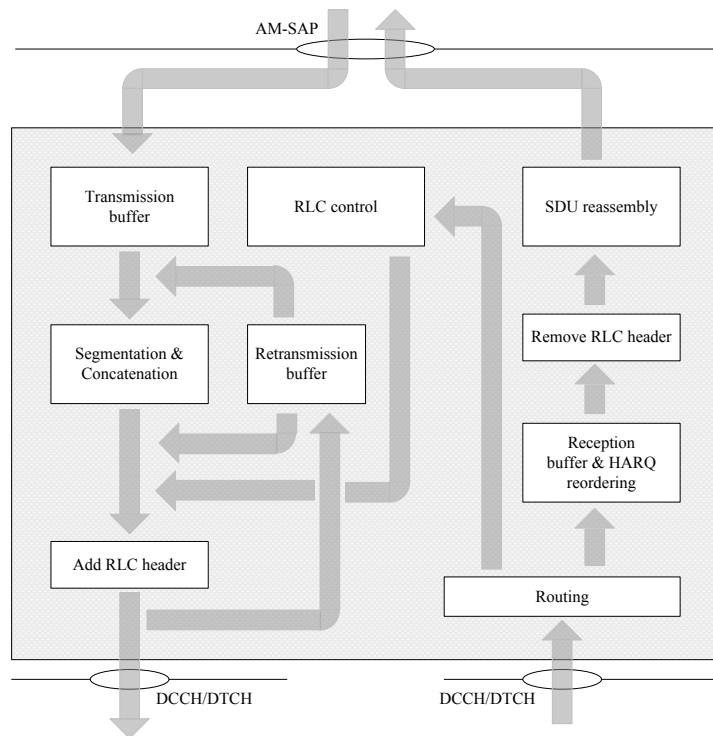 AM-SAP
Transmission
buffer
RLC control
SDU reassembly
Segmentation &
Concatenation
Retransmission
buffer
Remove RLC header
Reception
buffer & HARQ
reordering
Add RLC header
Routing
DCCH/DTCH
DCCH/DTCH